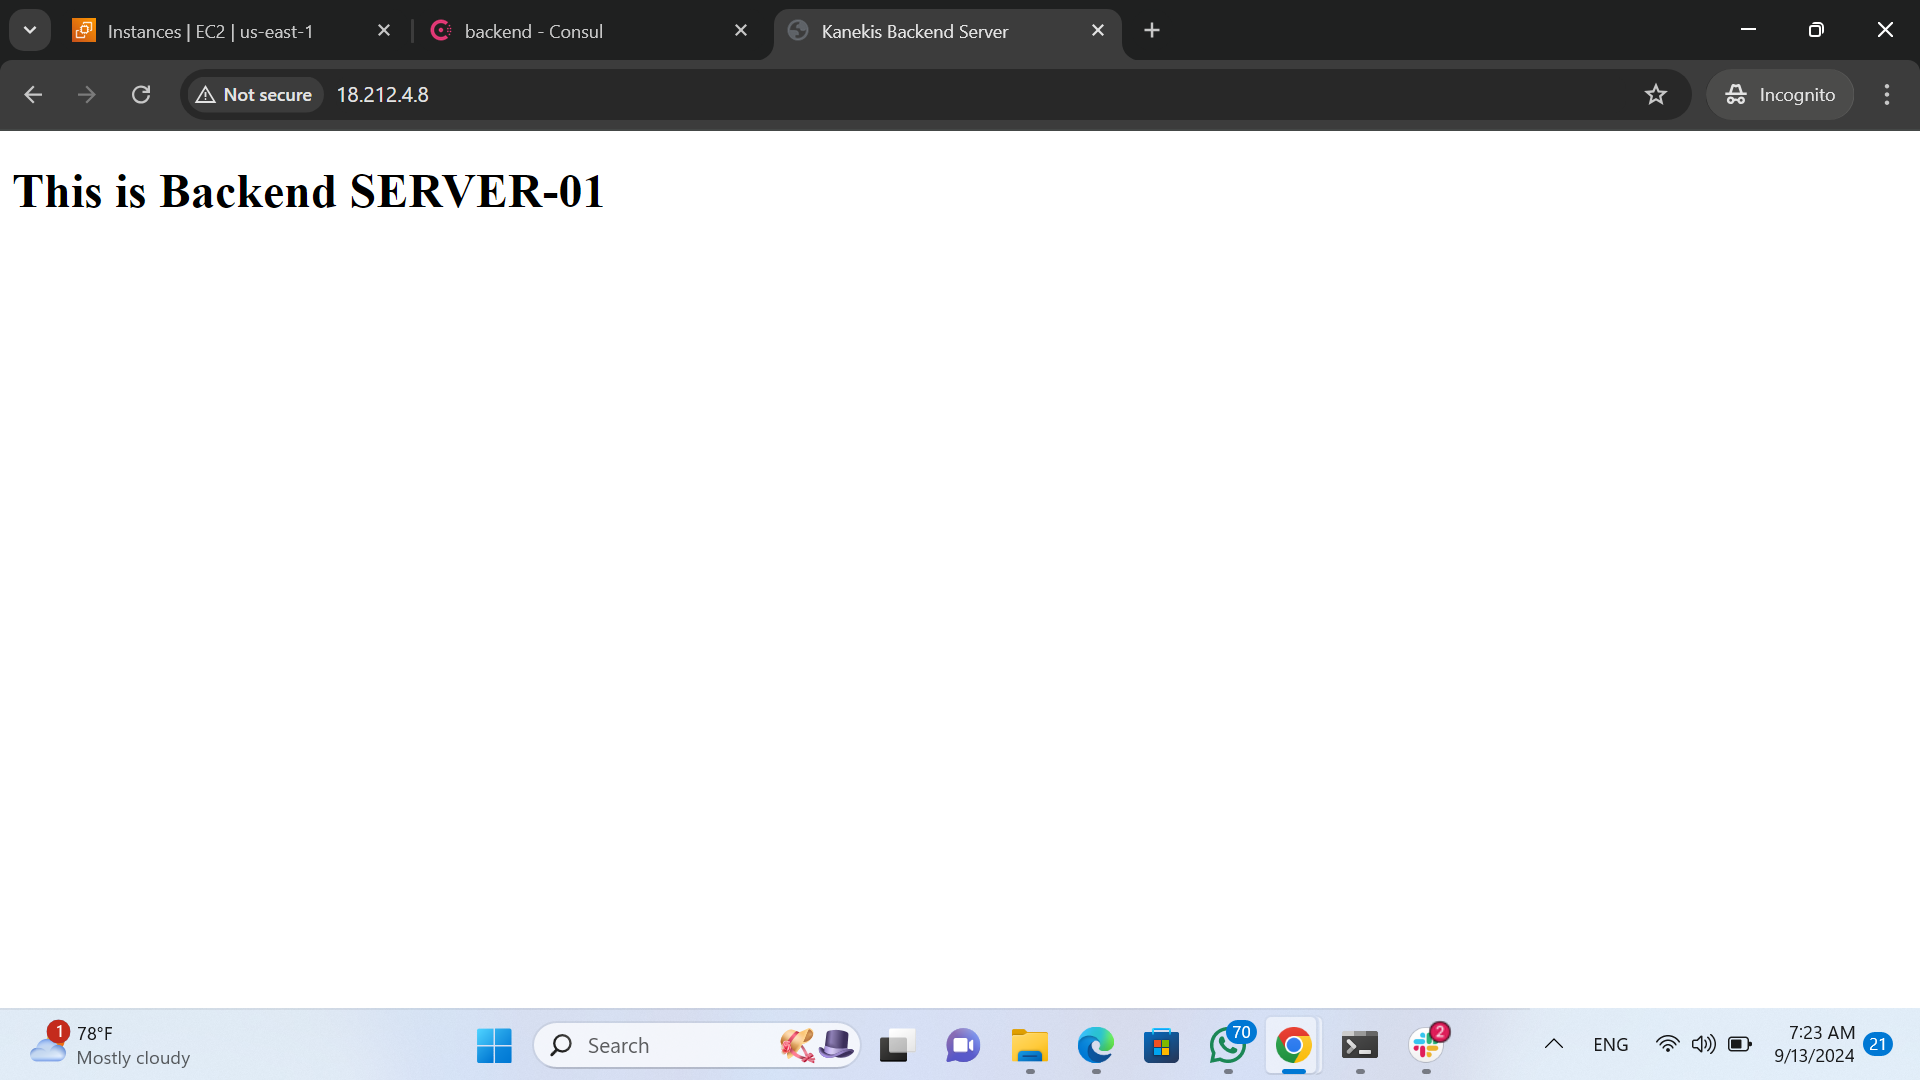 Instances | EC2 | us-east-1
backend - Consul
Kanekis Backend Server
Not secure
18.212.4.8
Incognito
This is Backend SERVER-01
1
78°F
Mostly cloudy
Search
70
2
ENG
7:23 AM
9/13/2024
21